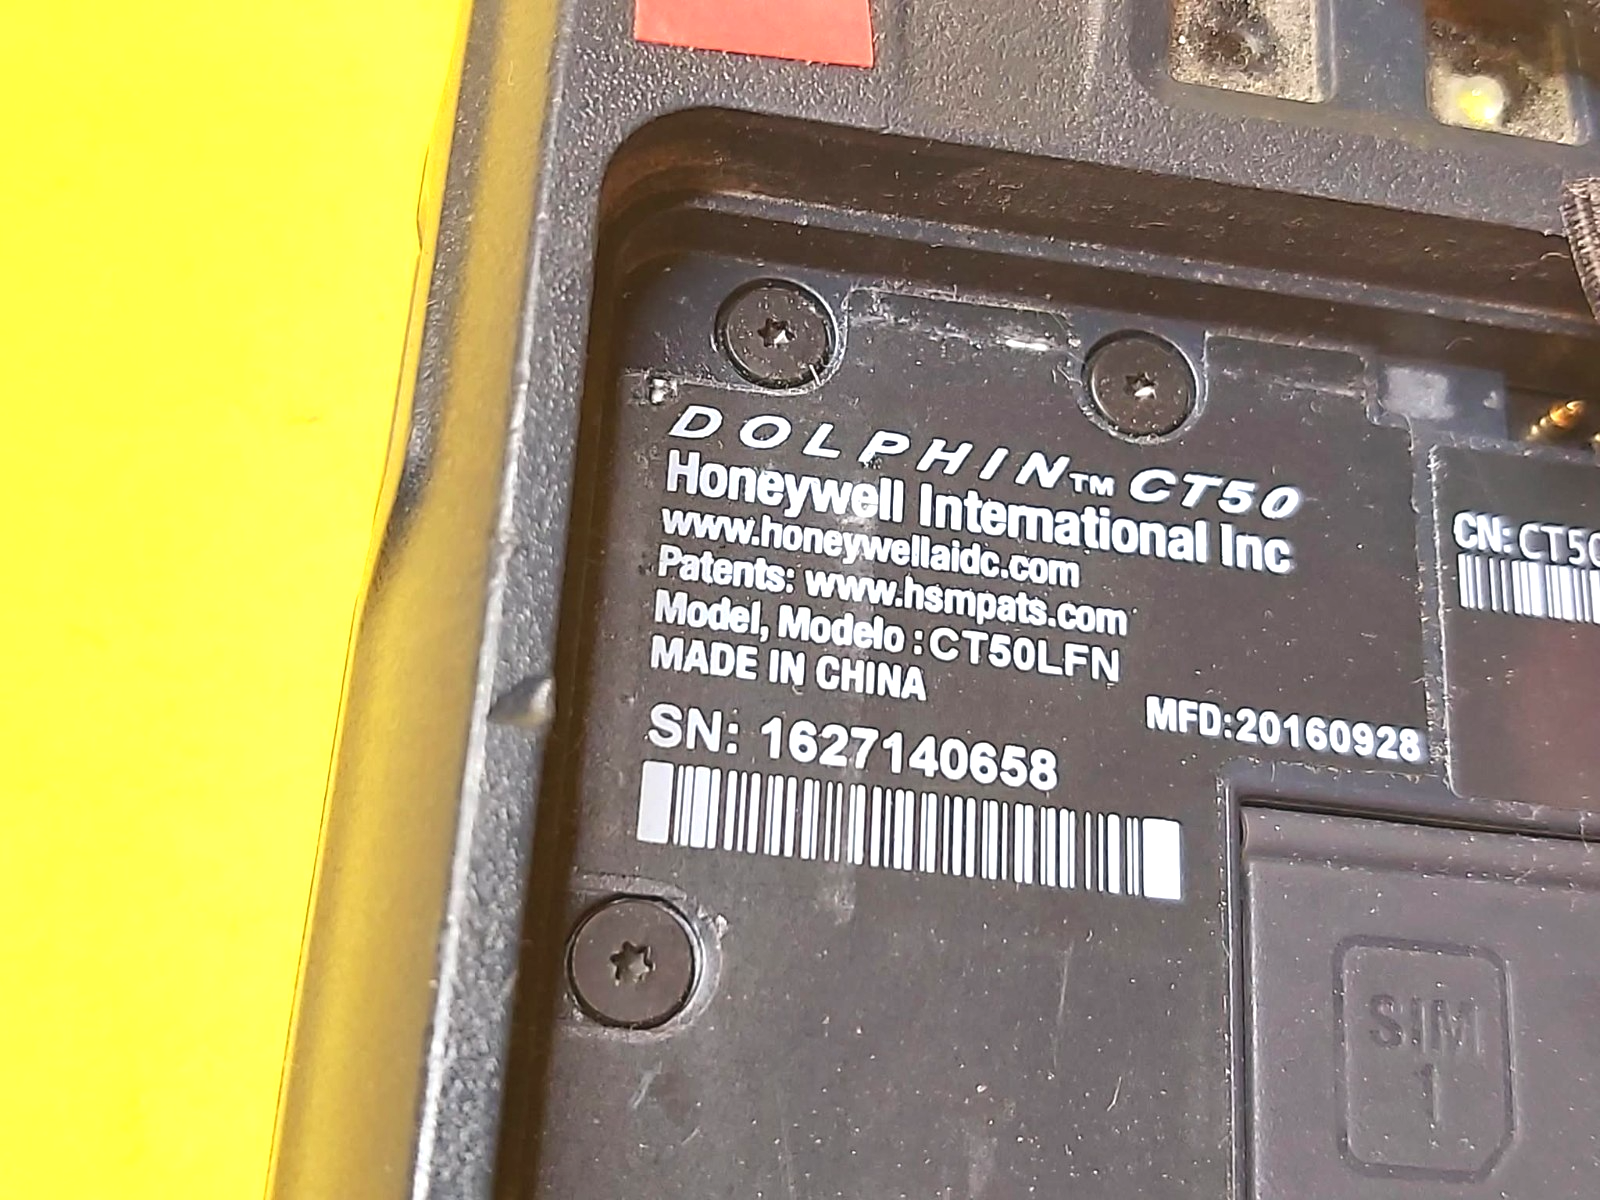 DOLPHIN™ CT50
Honeywell International Inc
www.honeywellaidc.com
Patents: www.hsmpats.com
Model, Modelo : CT50LFN
MADE IN CHINA
MFD:20160928
SN: 1627140658
CN: CT50
SIM
1